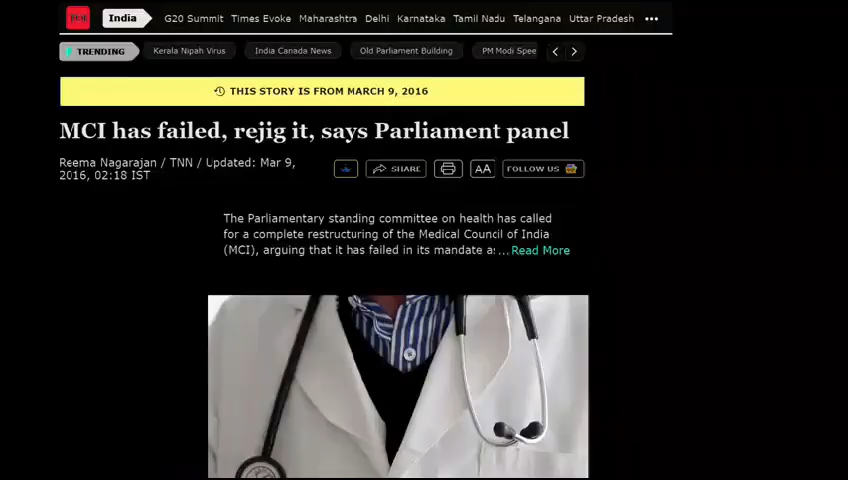 India
G20 Summit Times Evoke Maharashtra Delhi Karnataka Tamil Nadu Telangana Uttar Pradesh •••
TRENDING Kerala Nipah Virus India Canada News Old Parliament Building PM Modi Spee
THIS STORY IS FROM MARCH 9, 2016
MCI has failed, rejig it, says Parliament panel
Reema Nagarajan / TNN / Updated: Mar 9,
2016, 02:18 IST
SHARE AA FOLLOW US
The Parliamentary standing committee on health has called
for a complete restructuring of the Medical Council of India
(MCI), arguing that it has failed in its mandate a:...Read More